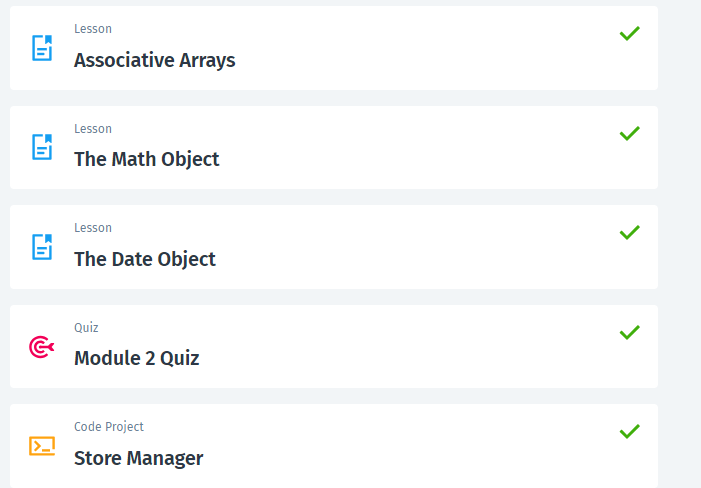 Lesson
Associative Arrays
Lesson
The Math Object
Lesson
The Date Object
Quiz
Module 2 Quiz
Code Project
Store Manager